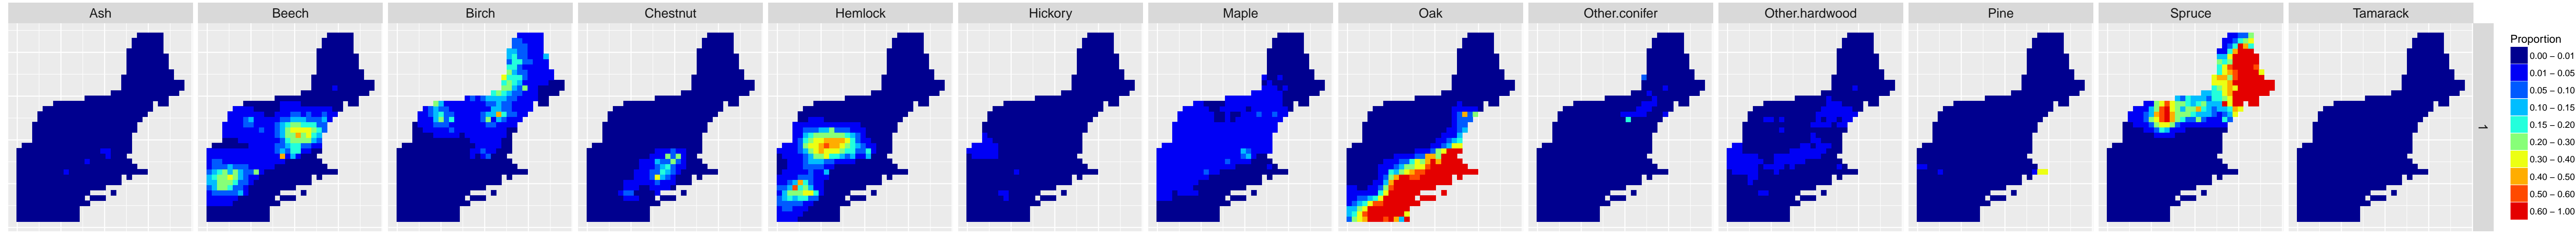 Ash Beech Birch Chestnut Hemlock Hickory Maple Oak Other.conifer Other.hardwood Pine Spruce Tamarack
1
Proportion
0.00 − 0.01
0.01 − 0.05
0.05 − 0.10
0.10 − 0.15
0.15 − 0.20
0.20 − 0.30
0.30 − 0.40
0.40 − 0.50
0.50 − 0.60
0.60 − 1.00